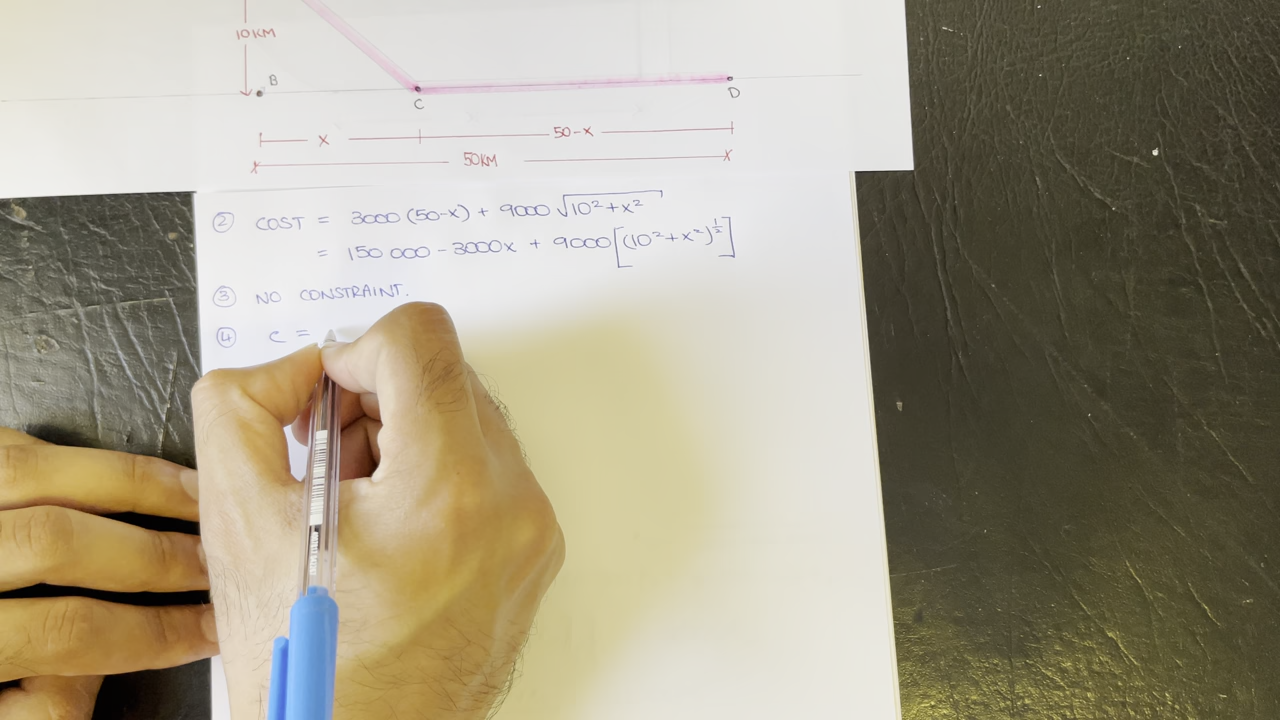 10KM
B
C
D
x
50-x
50KM
② COST = 3000 (50-x) + 9000 √10²+x²
= 150 000 - 3000x + 9000[(10²+x²)^½]
③ NO CONSTRAINT.
④ C =